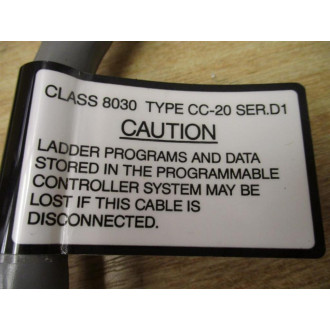 CLASS 8030 TYPE CC-20 SER.D1
CAUTION
LADDER PROGRAMS AND DATA
STORED IN THE PROGRAMMABLE
CONTROLLER SYSTEM MAY BE
LOST IF THIS CABLE IS
DISCONNECTED.